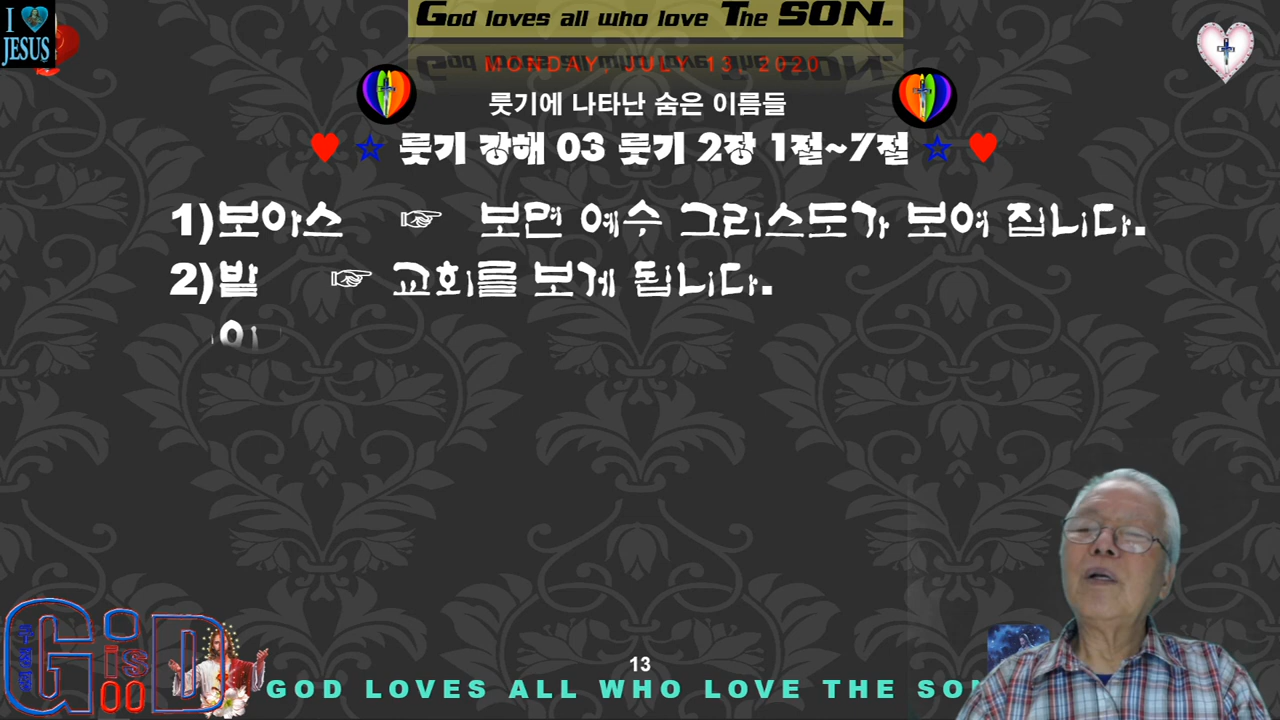 I
JESUS
God loves all who love The SON.
MONDAY, JULY 13, 2020
룻기에 나타난 숨은 이름들
♥ ☆ 룻기 강해 03 룻기 2장 1절~7절 ☆ ♥
1)보아스 ☞ 보면 예수 그리스도가 보여 집니다.
2)밭 ☞ 교회를 보게 됩니다.
이
GisD
13
GOD LOVES ALL WHO LOVE THE SON